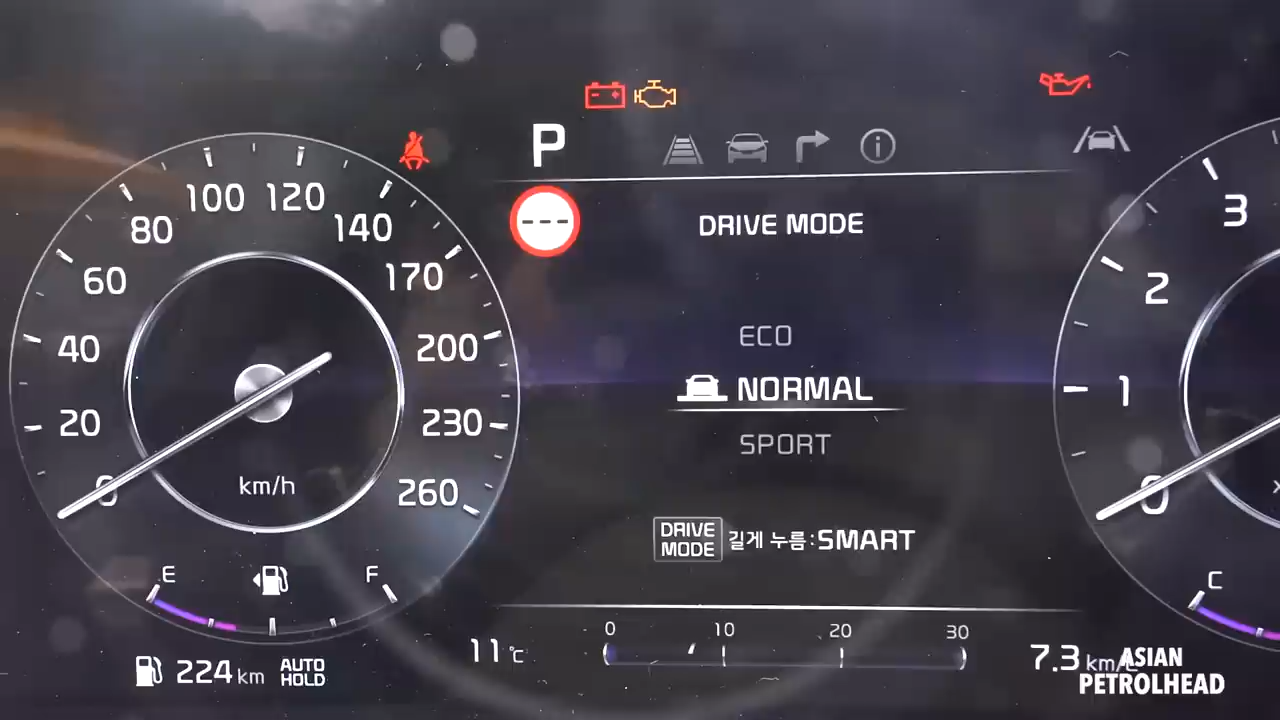 P
DRIVE MODE
ECO
NORMAL
SPORT
DRIVE MODE 길게 누름 : SMART
0 20 40 60 80 100 120 140 170 200 230 260
km/h
E F
224 km AUTO HOLD
11 °C
0 10 20 30
7.3 km/
0 1 2 3
C
ASIAN
PETROLHEAD